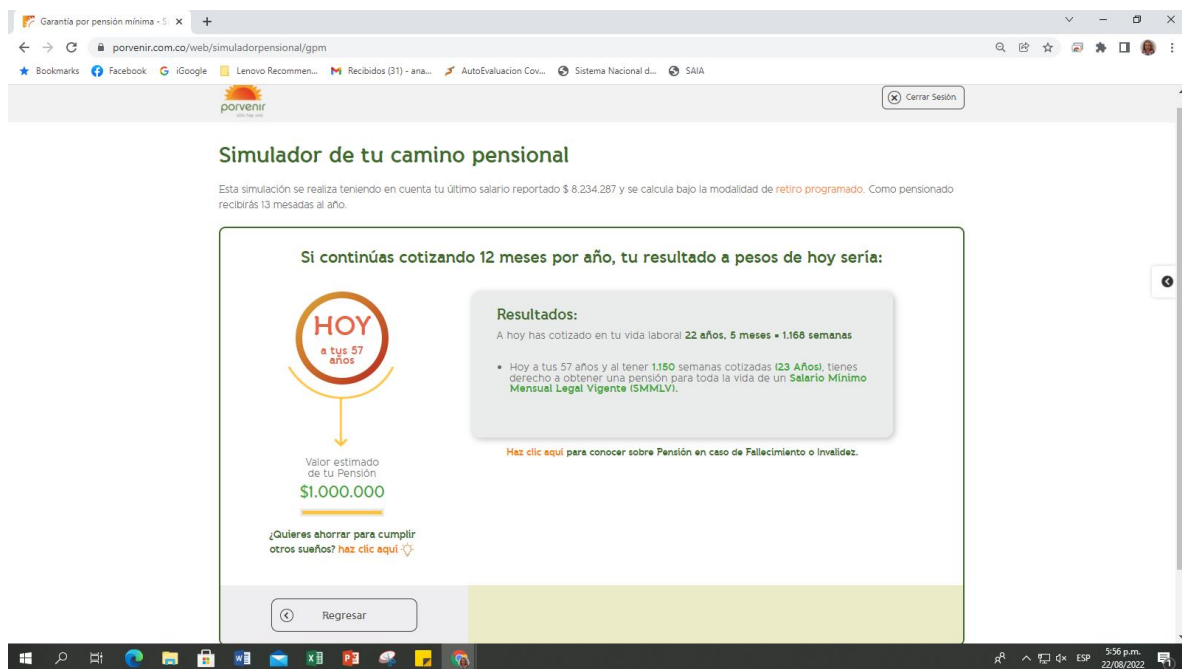 Garantía por pensión mínima - S
porvenir.com.co/web/simuladorpensional/gpm
Bookmarks Facebook iGoogle Lenovo Recommen... Recibidos (31) - ana... AutoEvaluacion Cov... Sistema Nacional d... SAIA
porvenir
Cerrar Sesión
Simulador de tu camino pensional
Esta simulación se realiza teniendo en cuenta tu último salario reportado $ 8.234.287 y se calcula bajo la modalidad de retiro programado. Como pensionado
recibirás 13 mesadas al año.
Si continúas cotizando 12 meses por año, tu resultado a pesos de hoy sería:
HOY
a tus 57
años
Valor estimado
de tu Pensión
$1.000.000
¿Quieres ahorrar para cumplir
otros sueños? haz clic aquí
Resultados:
A hoy has cotizado en tu vida laboral 22 años, 5 meses = 1.168 semanas
• Hoy a tus 57 años y al tener 1.150 semanas cotizadas (23 Años), tienes
derecho a obtener una pensión para toda la vida de un Salario Mínimo
Mensual Legal Vigente (SMMLV).
Haz clic aquí para conocer sobre Pensión en caso de Fallecimiento o Invalidez.
Regresar
ESP
5:56 p.m.
22/08/2022